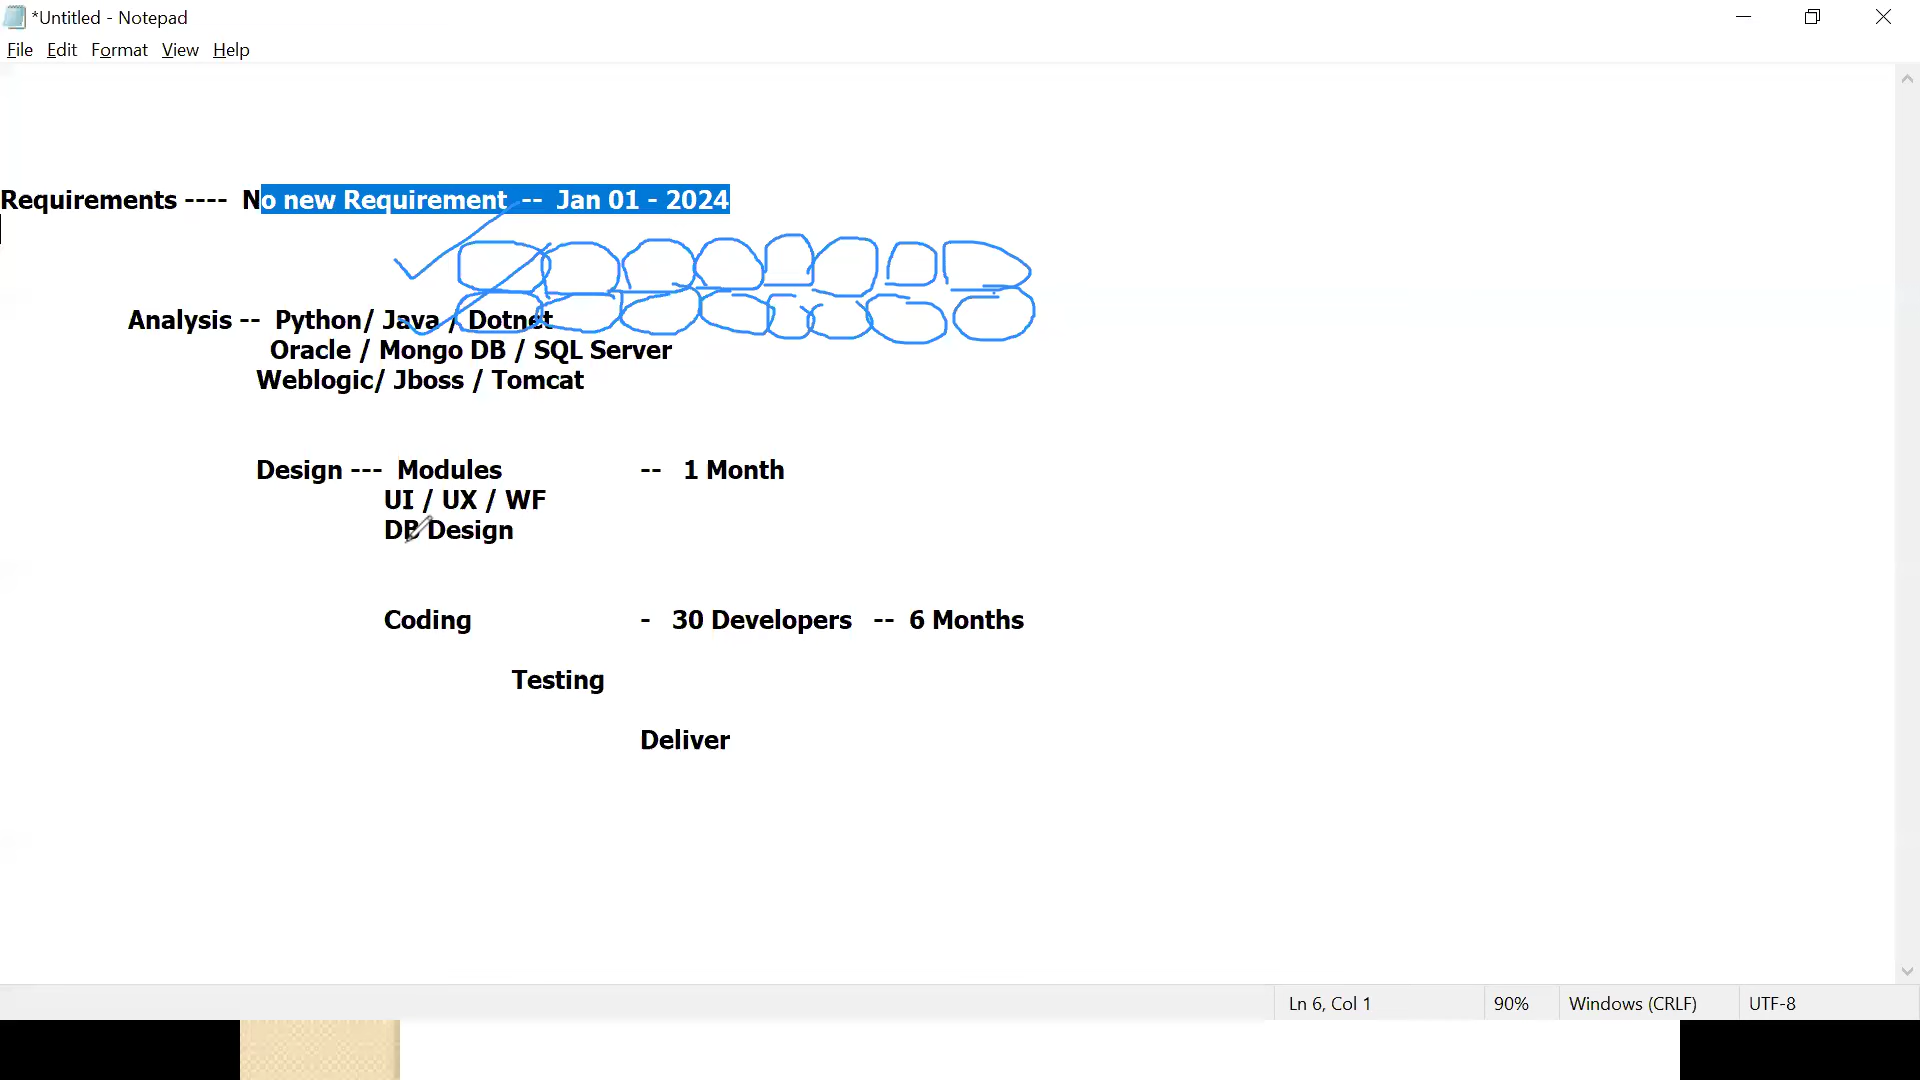 *Untitled - Notepad
File Edit Format View Help
Requirements ---- No new Requirement -- Jan 01 - 2024
Analysis -- Python/ Java / Dotnet
Oracle / Mongo DB / SQL Server
Weblogic/ Jboss / Tomcat
Design --- Modules -- 1 Month
UI / UX / WF
DB Design
Coding - 30 Developers -- 6 Months
Testing
Deliver
Ln 6, Col 1 90% Windows (CRLF) UTF-8